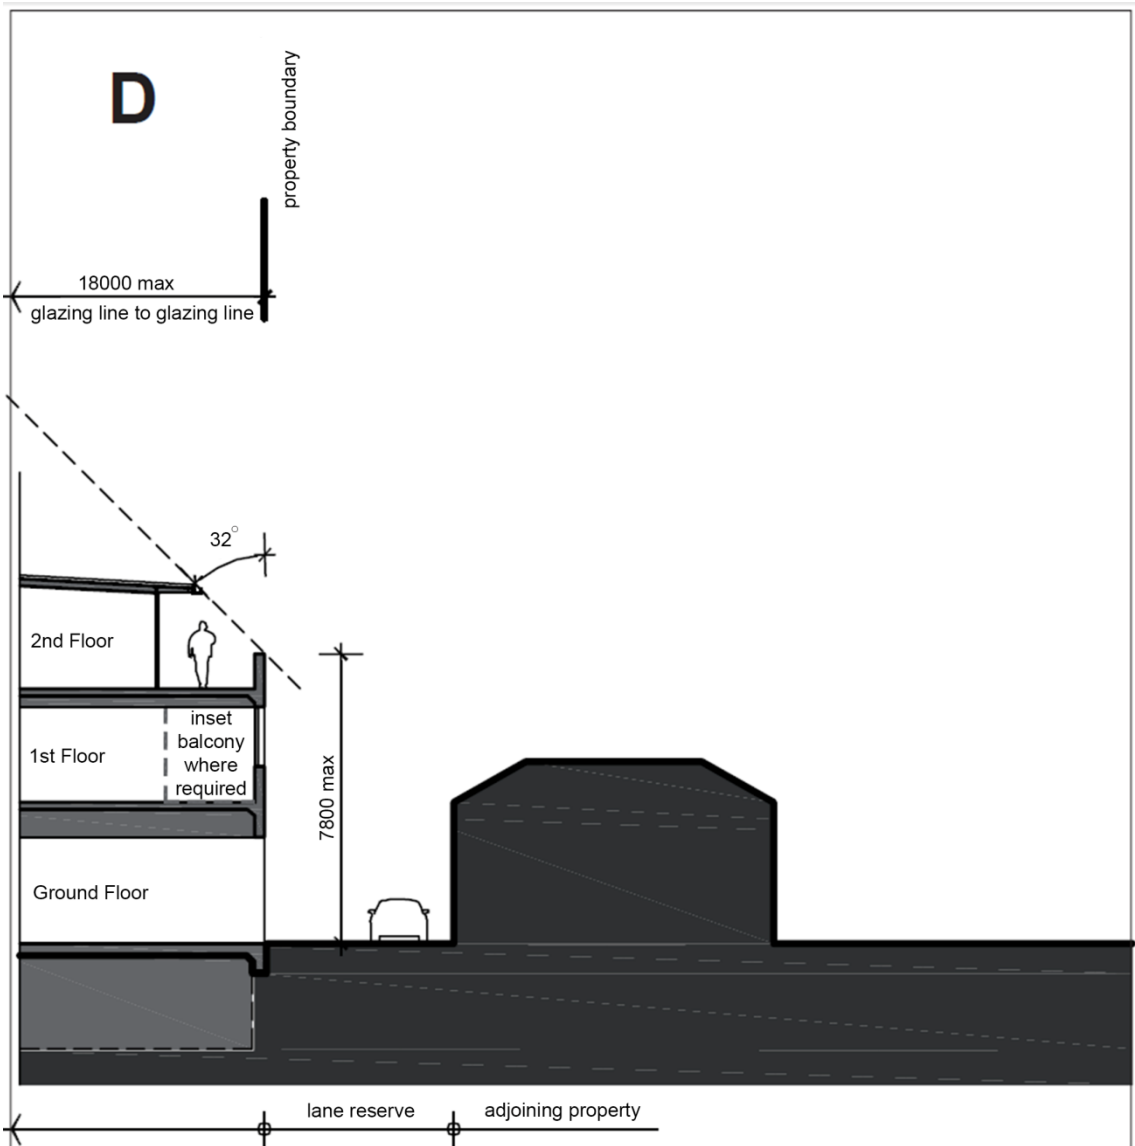 D
property boundary
18000 max
glazing line to glazing line
32°
2nd Floor
inset
balcony
where
required
1st Floor
7800 max
Ground Floor
lane reserve
adjoining property